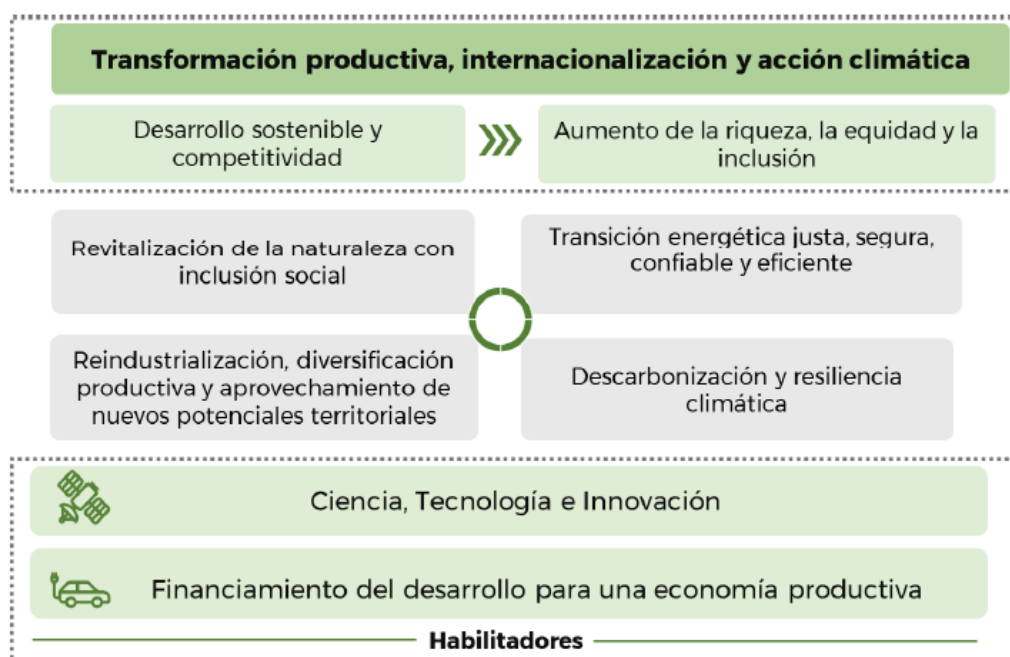 Transformación productiva, internacionalización y acción climática
Desarrollo sostenible y
competitividad
Aumento de la riqueza, la equidad y la
inclusión
Revitalización de la naturaleza con
inclusión social
Transición energética justa, segura,
confiable y eficiente
Reindustrialización, diversificación
productiva y aprovechamiento de
nuevos potenciales territoriales
Descarbonización y resiliencia
climática
Ciencia, Tecnología e Innovación
Financiamiento del desarrollo para una economía productiva
Habilitadores